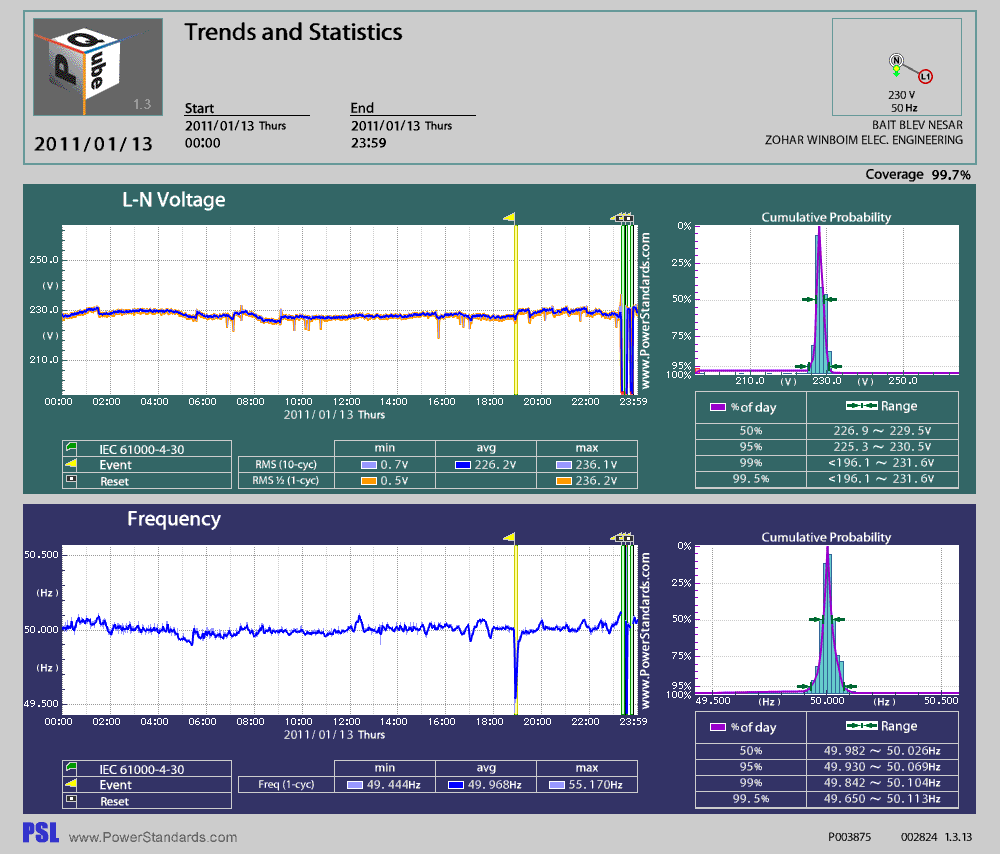 Trends and Statistics
P Qube
1.3
2011/01/13
Start
2011/01/13 Thurs
00:00
End
2011/01/13 Thurs
23:59
N
L1
230 V
50 Hz
BAIT BLEV NESAR
ZOHAR WINBOIM ELEC. ENGINEERING
Coverage 99.7%
L-N Voltage
250.0
(V)
230.0
(V)
210.0
00:00 02:00 04:00 06:00 08:00 10:00 12:00 14:00 16:00 18:00 20:00 22:00 23:59
2011/01/13 Thurs
www.PowerStandards.com
Cumulative Probability
0%
25%
50%
75%
95%
100%
210.0 (V) 230.0 (V) 250.0
IEC 61000-4-30
Event
Reset
min avg max
RMS (10-cyc) 0.7V 226.2V 236.1V
RMS ½ (1-cyc) 0.5V 236.2V
% of day Range
50% 226.9 ~ 229.5V
95% 225.3 ~ 230.5V
99% <196.1 ~ 231.6V
99.5% <196.1 ~ 231.6V
Frequency
50.500
(Hz)
50.000
(Hz)
49.500
00:00 02:00 04:00 06:00 08:00 10:00 12:00 14:00 16:00 18:00 20:00 22:00 23:59
2011/01/13 Thurs
www.PowerStandards.com
Cumulative Probability
0%
25%
50%
75%
95%
100%
49.500 (Hz) 50.000 (Hz) 50.500
IEC 61000-4-30
Event
Reset
min avg max
Freq (1-cyc) 49.444Hz 49.968Hz 55.170Hz
% of day Range
50% 49.982 ~ 50.026Hz
95% 49.930 ~ 50.069Hz
99% 49.842 ~ 50.104Hz
99.5% 49.650 ~ 50.113Hz
PSL www.PowerStandards.com
P003875 002824 1.3.13